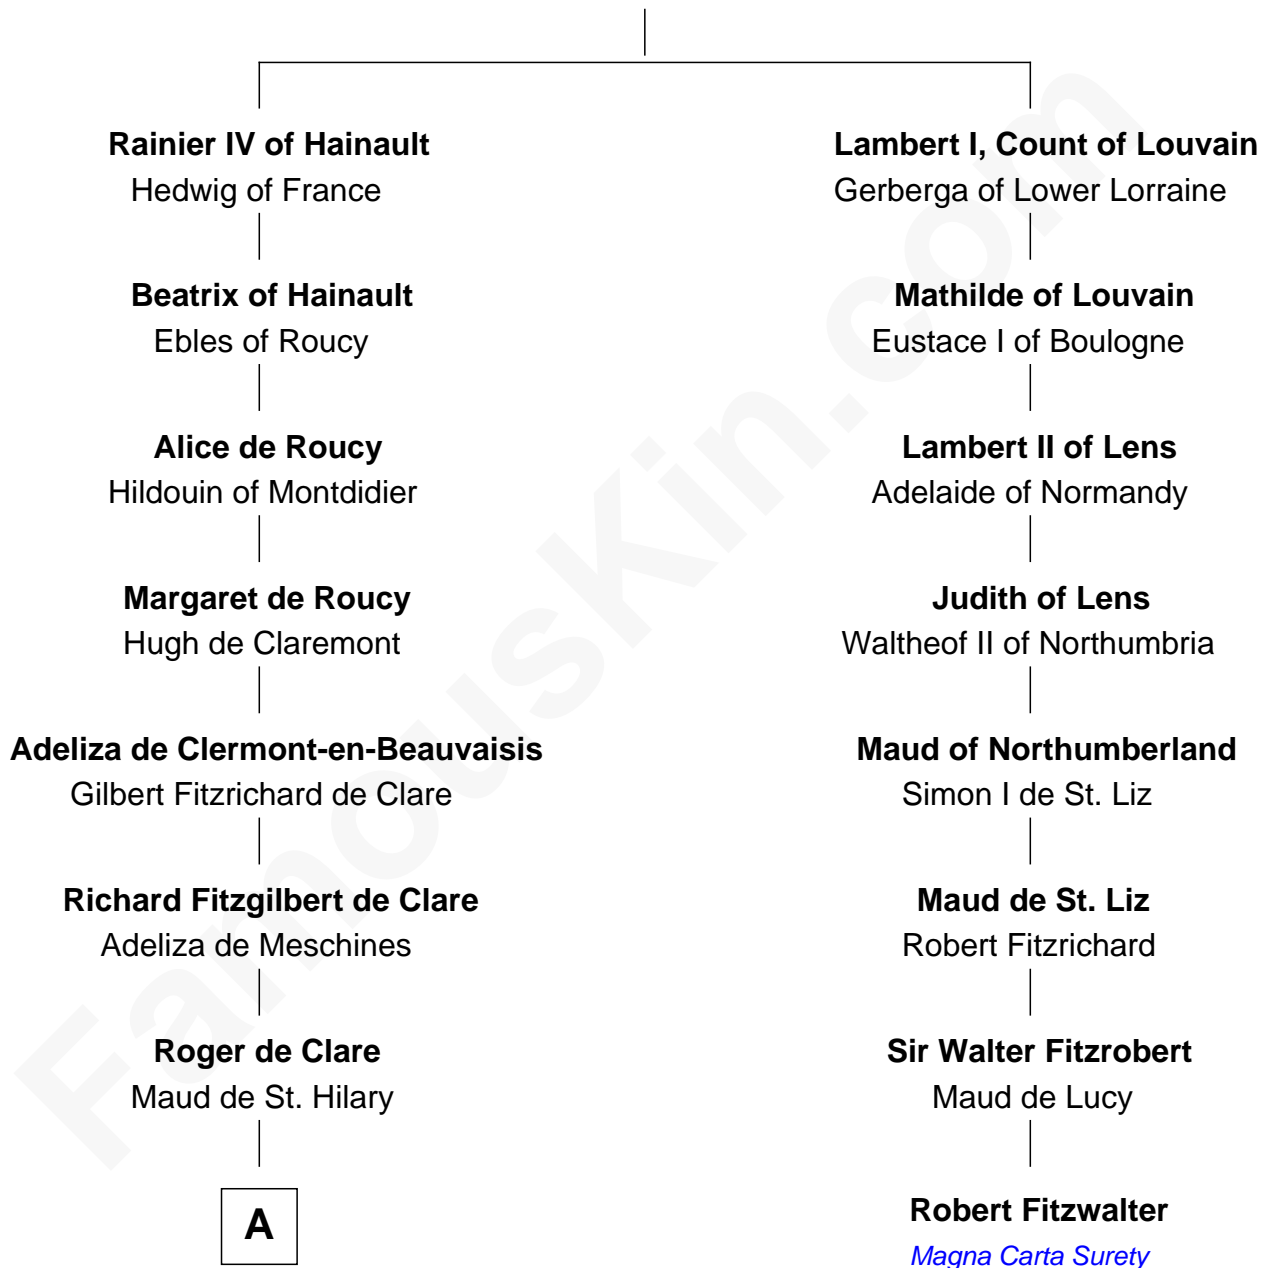 Rainier IV of Hainault
Hedwig of France
Beatrix of Hainault
Ebles of Roucy
Alice de Roucy
Hildouin of Montdidier
Margaret de Roucy
Hugh de Claremont
Adeliza de Clermont-en-Beauvaisis
Gilbert Fitzrichard de Clare
Richard Fitzgilbert de Clare
Adeliza de Meschines
Roger de Clare
Maud de St. Hilary
A
Lambert I, Count of Louvain
Gerberga of Lower Lorraine
Mathilde of Louvain
Eustace I of Boulogne
Lambert II of Lens
Adelaide of Normandy
Judith of Lens
Waltheof II of Northumbria
Maud of Northumberland
Simon I de St. Liz
Maud de St. Liz
Robert Fitzrichard
Sir Walter Fitzrobert
Maud de Lucy
Robert Fitzwalter
Magna Carta Surety
FamousKin.com